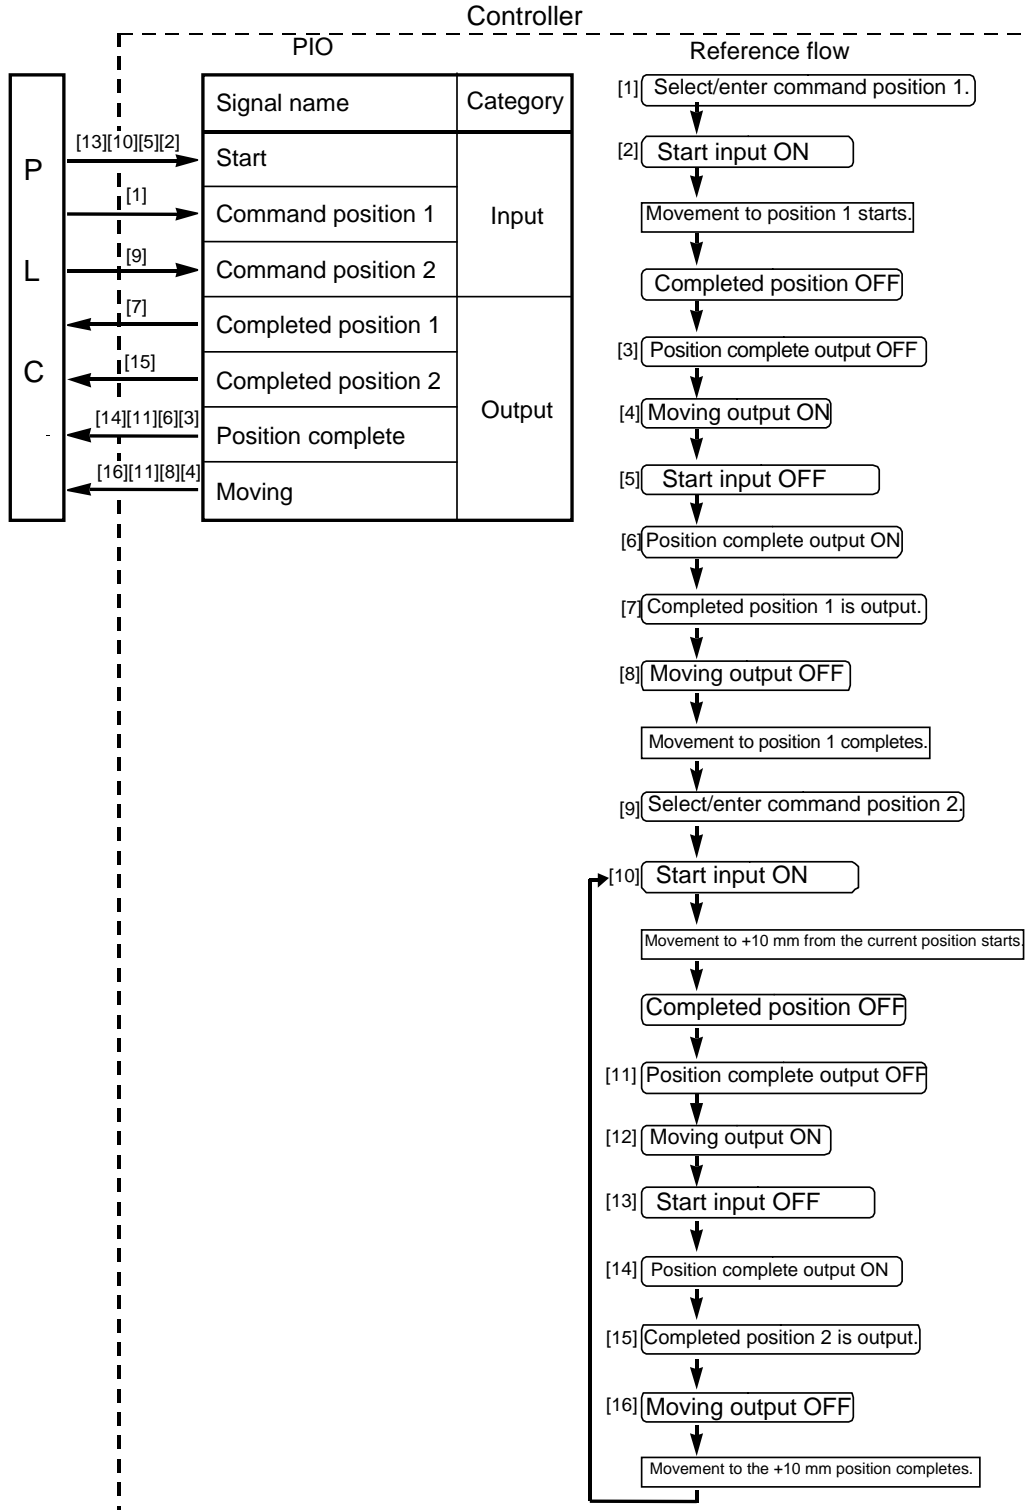 Controller
PIO
Signal name Category
P
L
C
[13][10][5][2]
Start
[1]
Command position 1
Input
[9]
Command position 2
[7]
Completed position 1
[15]
Completed position 2
Output
[14][11][6][3]
Position complete
[16][11][8][4]
Moving
Reference flow
[1] Select/enter command position 1.
[2] Start input ON
Movement to position 1 starts.
Completed position OFF
[3] Position complete output OFF
[4] Moving output ON
[5] Start input OFF
[6] Position complete output ON
[7] Completed position 1 is output.
[8] Moving output OFF
Movement to position 1 completes.
[9] Select/enter command position 2.
[10] Start input ON
Movement to +10 mm from the current position starts.
Completed position OFF
[11] Position complete output OFF
[12] Moving output ON
[13] Start input OFF
[14] Position complete output ON
[15] Completed position 2 is output.
[16] Moving output OFF
Movement to the +10 mm position completes.